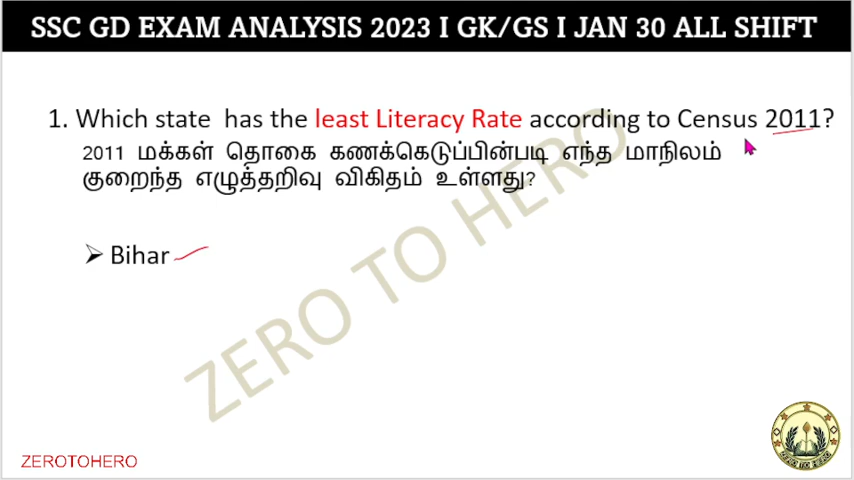 SSC GD EXAM ANALYSIS 2023 I GK/GS I JAN 30 ALL SHIFT
1. Which state has the least Literacy Rate according to Census 2011?
2011 மக்கள் தொகை கணக்கெடுப்பின்படி எந்த மாநிலம்
குறைந்த எழுத்தறிவு விகிதம் உள்ளது?
➢ Bihar
ZERO TO HERO
ZEROTOHERO